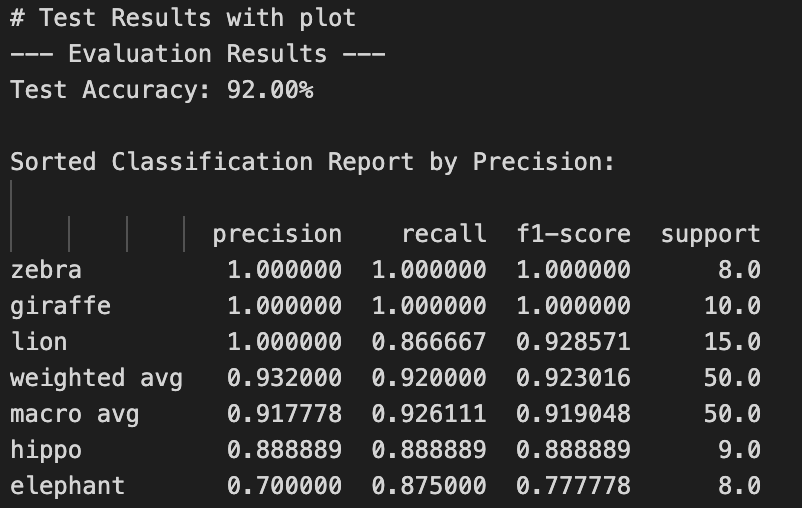 # Test Results with plot
--- Evaluation Results ---
Test Accuracy: 92.00%
Sorted Classification Report by Precision:
precision recall f1-score support
zebra 1.000000 1.000000 1.000000 8.0
giraffe 1.000000 1.000000 1.000000 10.0
lion 1.000000 0.866667 0.928571 15.0
weighted avg 0.932000 0.920000 0.923016 50.0
macro avg 0.917778 0.926111 0.919048 50.0
hippo 0.888889 0.888889 0.888889 9.0
elephant 0.700000 0.875000 0.777778 8.0